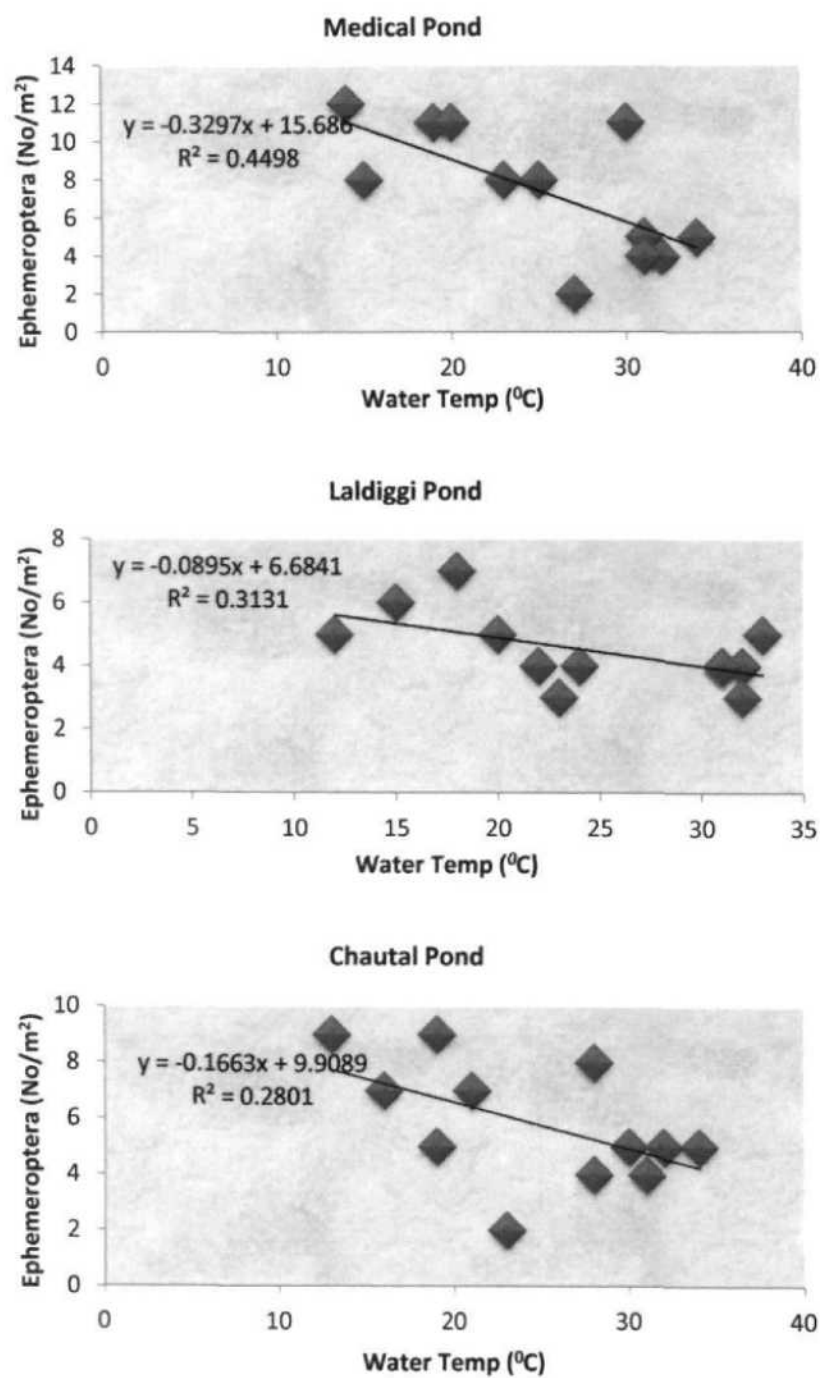 Medical Pond
Ephemeroptera (No/m²)
14
12
10
8
6
4
2
0
y = -0.3297x + 15.686
R² = 0.4498
0 10 20 30 40
Water Temp (⁰C)
Laldiggi Pond
Ephemeroptera (No/m²)
8
6
4
2
0
y = -0.0895x + 6.6841
R² = 0.3131
0 5 10 15 20 25 30 35
Water Temp (⁰C)
Chautal Pond
Ephemeroptera (No/m²)
10
8
6
4
2
0
y = -0.1663x + 9.9089
R² = 0.2801
0 10 20 30 40
Water Temp (⁰C)